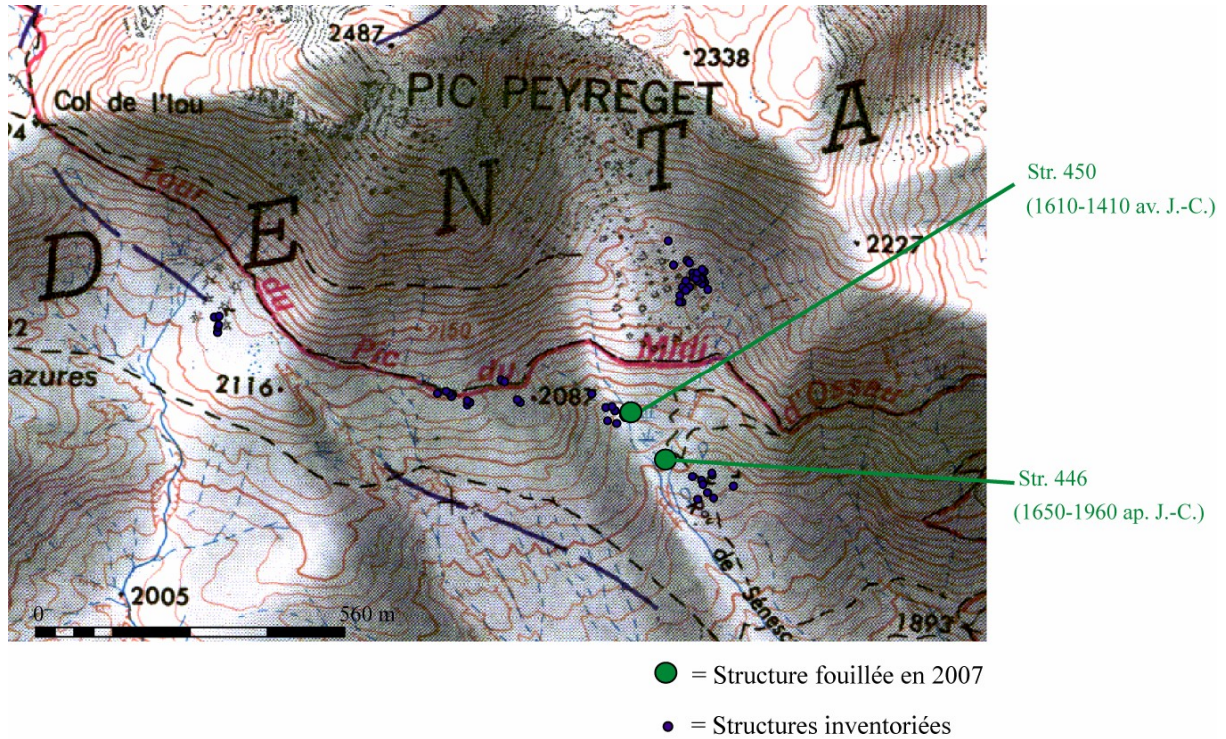 2487
2338
PIC PEYREGET
Col de l'Iou
A
T
N
E
D
Tour
du
Pic
du
Midi
d'Ossau
2227
2150
2116
2087
azures
2005
1893
de Sénesc
0
560 m
Str. 450
(1610-1410 av. J.-C.)
Str. 446
(1650-1960 ap. J.-C.)
= Structure fouillée en 2007
= Structures inventoriées